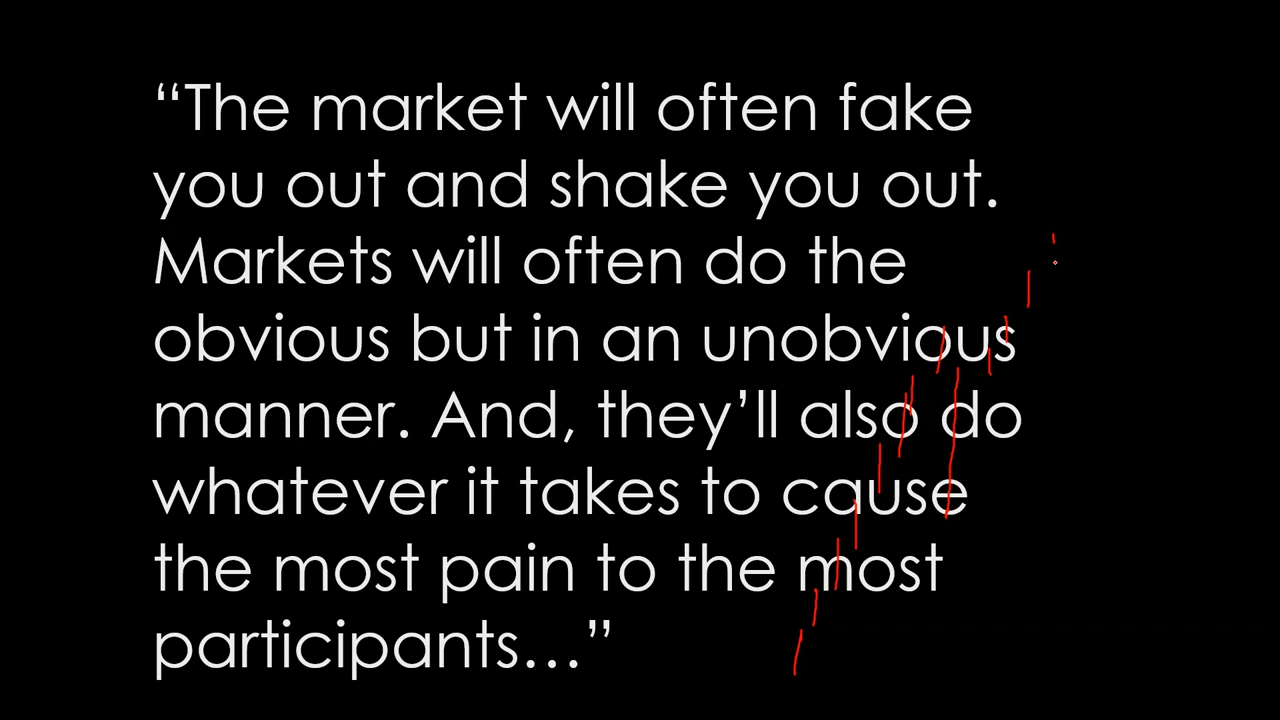 “The market will often fake
you out and shake you out.
Markets will often do the
obvious but in an unobvious
manner. And, they’ll also do
whatever it takes to cause
the most pain to the most
participants…”